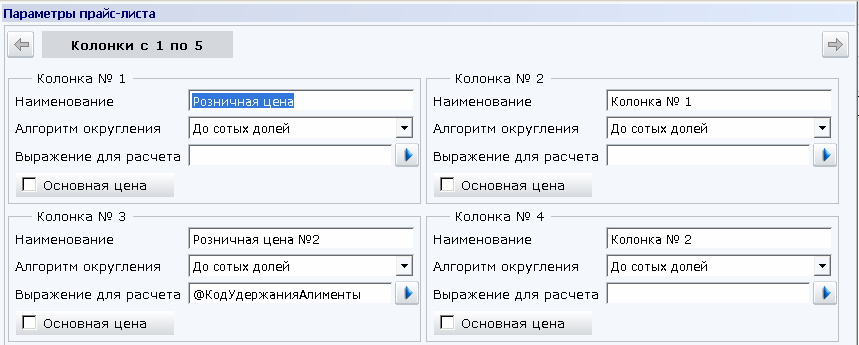 Параметры прайс-листа
Колонки с 1 по 5
Колонка № 1
Наименование Розничная цена
Алгоритм округления До сотых долей
Выражение для расчета
Основная цена
Колонка № 2
Наименование Колонка № 1
Алгоритм округления До сотых долей
Выражение для расчета
Основная цена
Колонка № 3
Наименование Розничная цена №2
Алгоритм округления До сотых долей
Выражение для расчета @КодУдержанияАлименты
Основная цена
Колонка № 4
Наименование Колонка № 2
Алгоритм округления До сотых долей
Выражение для расчета
Основная цена